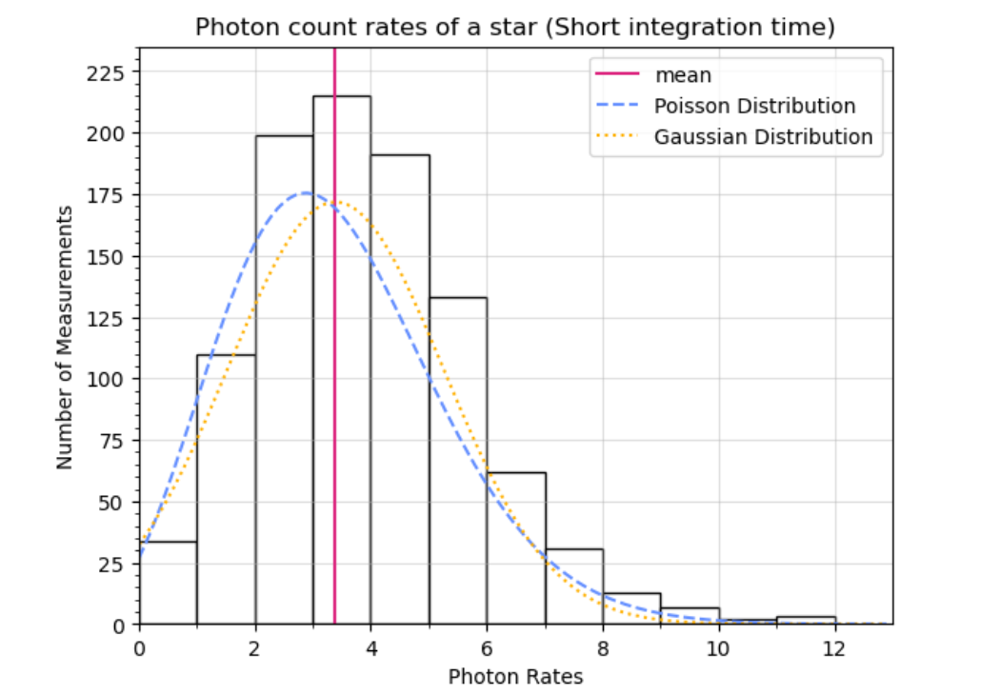 Photon count rates of a star (Short integration time)
mean
Poisson Distribution
Gaussian Distribution
225
200
175
150
125
100
75
50
25
0
Number of Measurements
0 2 4 6 8 10 12
Photon Rates